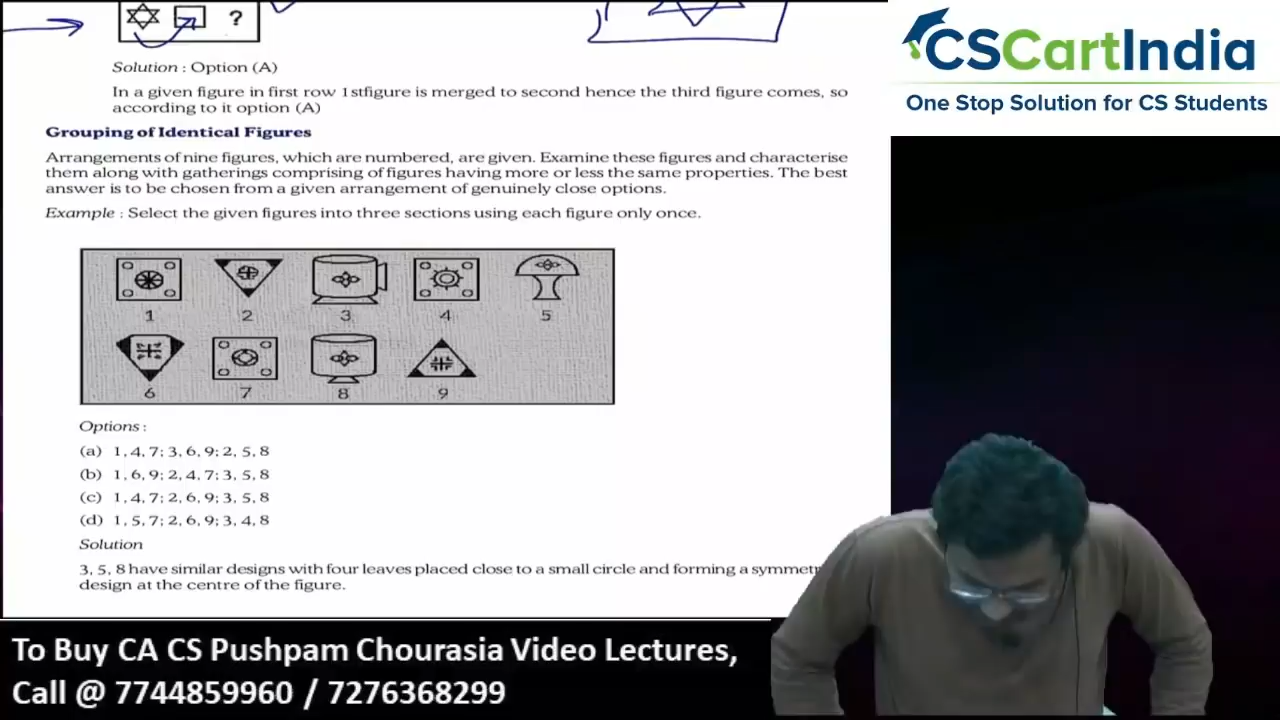 ?
Solution : Option (A)
In a given figure in first row 1stfigure is merged to second hence the third figure comes, so
according to it option (A)
Grouping of Identical Figures
Arrangements of nine figures, which are numbered, are given. Examine these figures and characterise
them along with gatherings comprising of figures having more or less the same properties. The best
answer is to be chosen from a given arrangement of genuinely close options.
Example : Select the given figures into three sections using each figure only once.
1 2 3 4 5
6 7 8 9
Options :
(a) 1, 4, 7; 3, 6, 9; 2, 5, 8
(b) 1, 6, 9; 2, 4, 7; 3, 5, 8
(c) 1, 4, 7; 2, 6, 9; 3, 5, 8
(d) 1, 5, 7; 2, 6, 9; 3, 4, 8
Solution
3, 5, 8 have similar designs with four leaves placed close to a small circle and forming a symmetr
design at the centre of the figure.
CSCartIndia
One Stop Solution for CS Students
To Buy CA CS Pushpam Chourasia Video Lectures,
Call @ 7744859960 / 7276368299